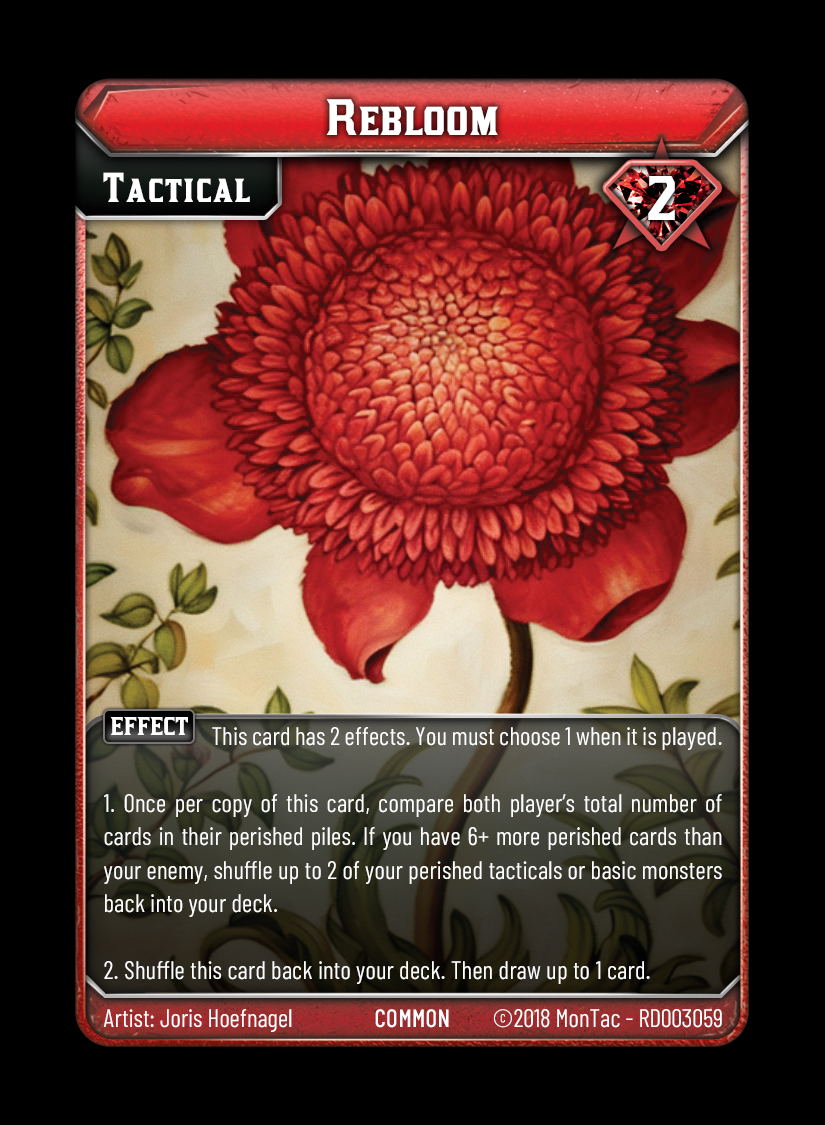 Rebloom
Tactical
2
EFFECT
This card has 2 effects. You must choose 1 when it is played.
1. Once per copy of this card, compare both player's total number of
cards in their perished piles. If you have 6+ more perished cards than
your enemy, shuffle up to 2 of your perished tacticals or basic monsters
back into your deck.
2. Shuffle this card back into your deck. Then draw up to 1 card.
Artist: Joris Hoefnagel
COMMON
©2018 MonTac - RD003059